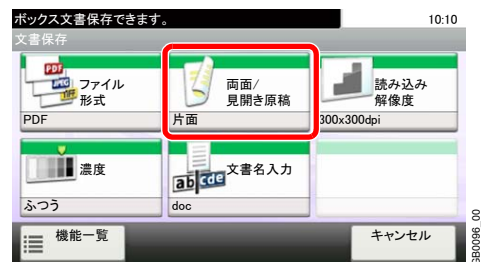 ボックス文書保存できます。
10:10
文書保存
PDF
JPEG
TIFF
ファイル
形式
PDF
両面/
見開き原稿
片面
読み込み
解像度
300x300dpi
濃度
ふつう
ab cde
文書名入力
doc
機能一覧
キャンセル
GB0096_00